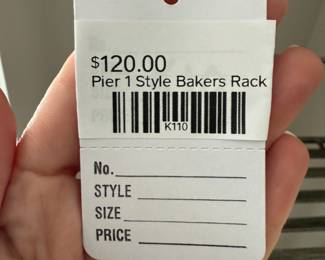 $120.00
Pier 1 Style Bakers Rack
K110
No.
STYLE
SIZE
PRICE